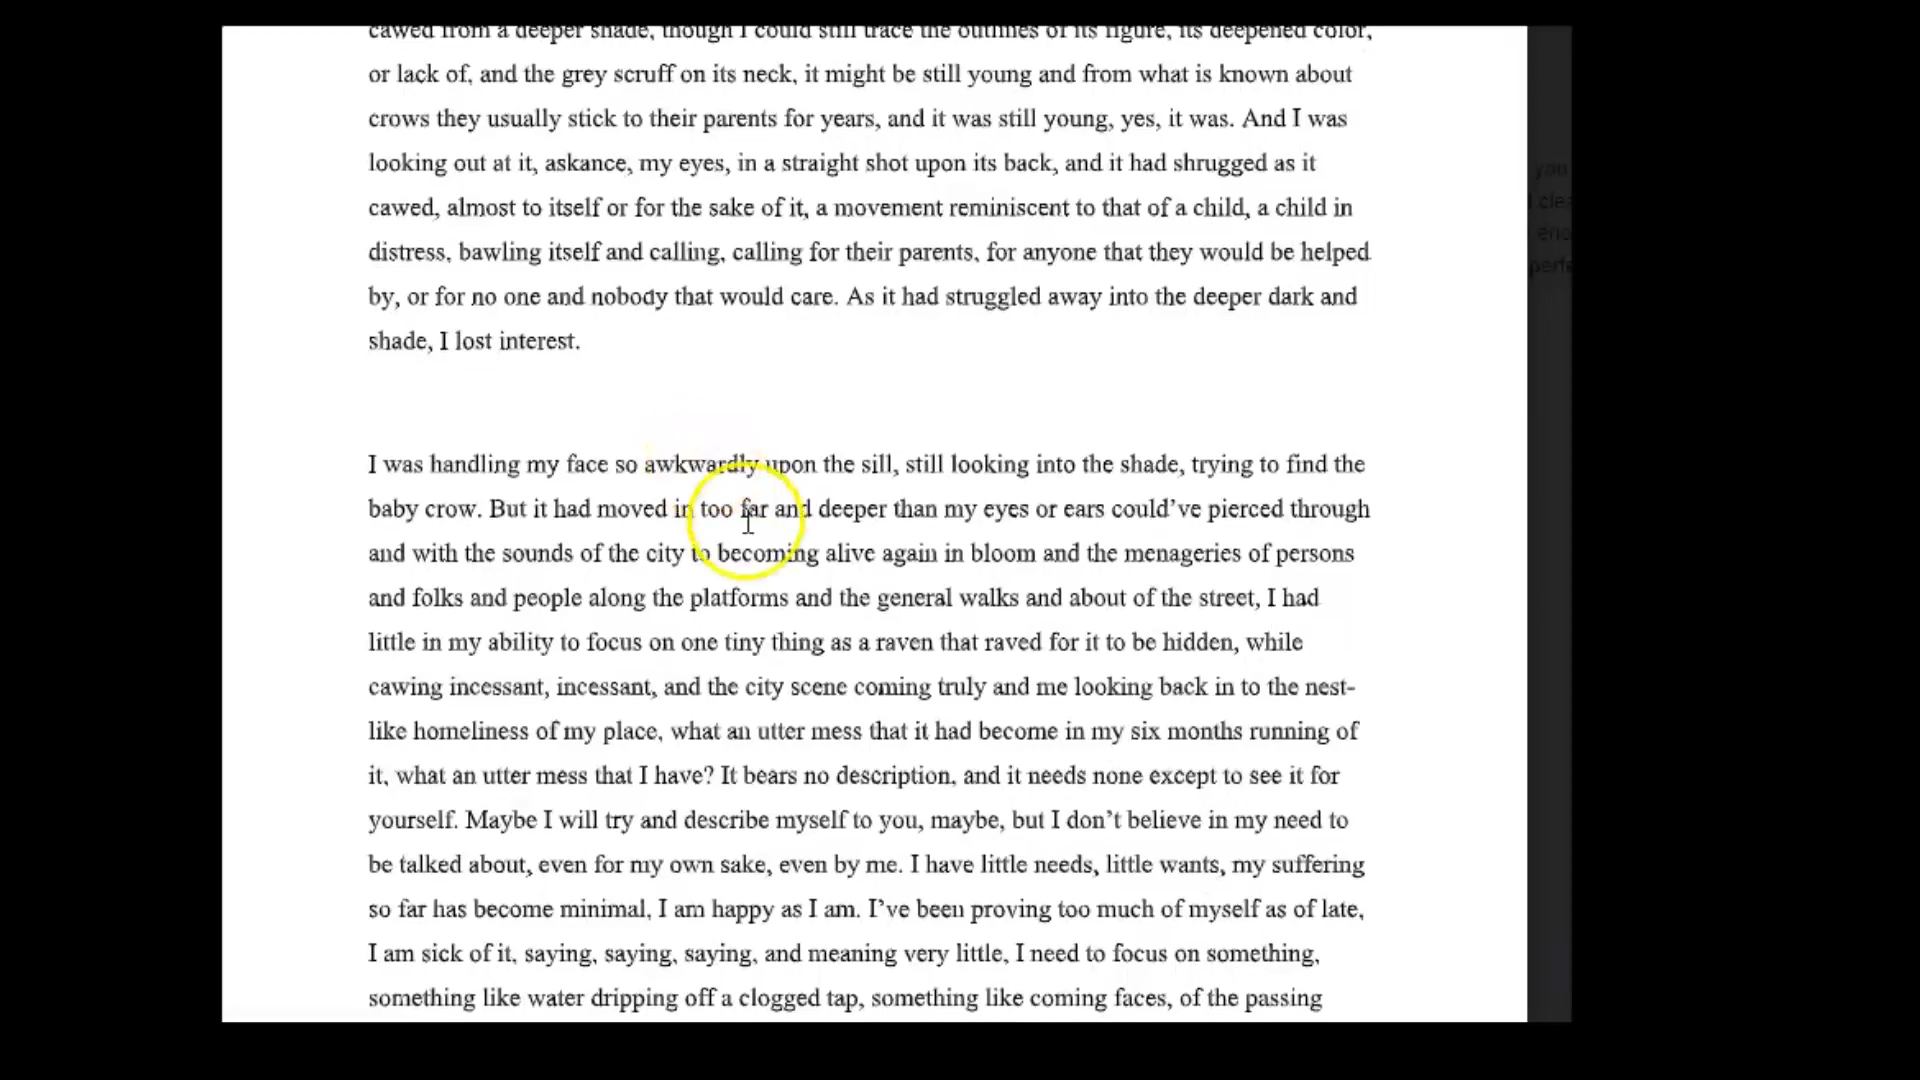 cawed from a deeper shade, though I could still trace the outlines of its figure, its deepened color,
or lack of, and the grey scruff on its neck, it might be still young and from what is known about
crows they usually stick to their parents for years, and it was still young, yes, it was. And I was
looking out at it, askance, my eyes, in a straight shot upon its back, and it had shrugged as it
cawed, almost to itself or for the sake of it, a movement reminiscent to that of a child, a child in
distress, bawling itself and calling, calling for their parents, for anyone that they would be helped
by, or for no one and nobody that would care. As it had struggled away into the deeper dark and
shade, I lost interest.
I was handling my face so awkwardly upon the sill, still looking into the shade, trying to find the
baby crow. But it had moved in too far and deeper than my eyes or ears could've pierced through
and with the sounds of the city to becoming alive again in bloom and the menageries of persons
and folks and people along the platforms and the general walks and about of the street, I had
little in my ability to focus on one tiny thing as a raven that raved for it to be hidden, while
cawing incessant, incessant, and the city scene coming truly and me looking back in to the nest-
like homeliness of my place, what an utter mess that it had become in my six months running of
it, what an utter mess that I have? It bears no description, and it needs none except to see it for
yourself. Maybe I will try and describe myself to you, maybe, but I don't believe in my need to
be talked about, even for my own sake, even by me. I have little needs, little wants, my suffering
so far has become minimal, I am happy as I am. I've been proving too much of myself as of late,
I am sick of it, saying, saying, saying, and meaning very little, I need to focus on something,
something like water dripping off a clogged tap, something like coming faces, of the passing
you